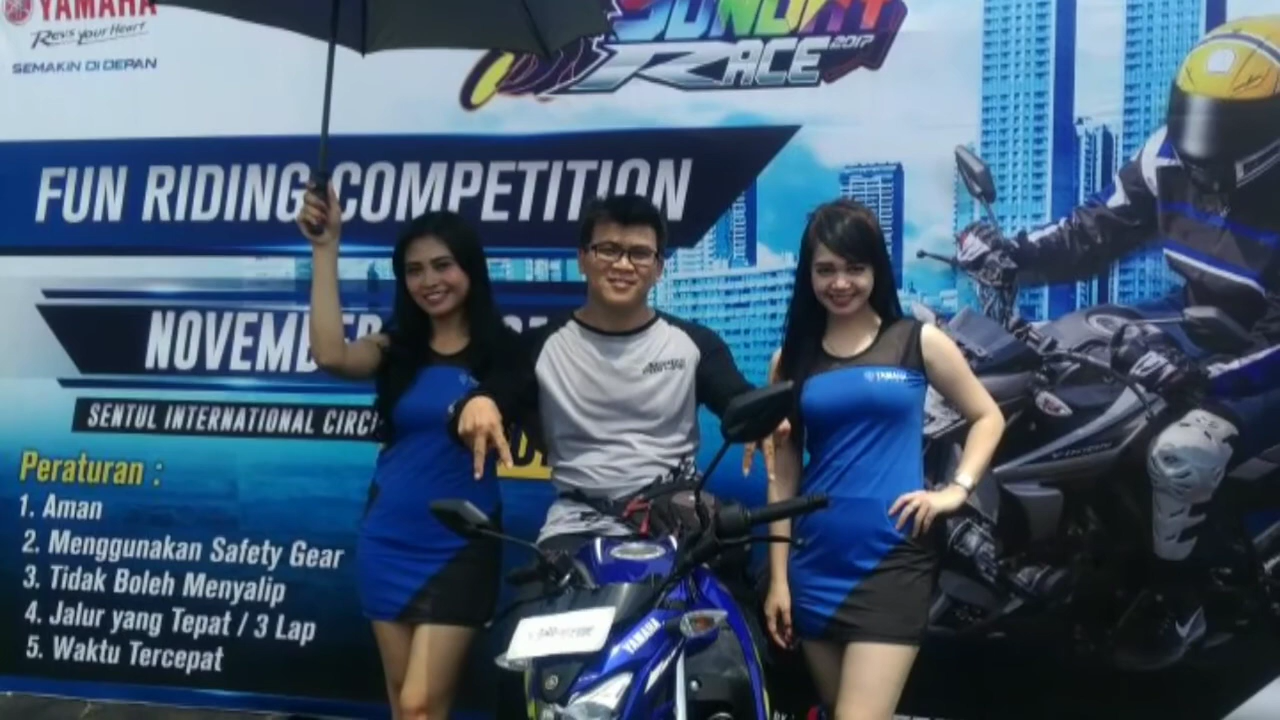 YAMAHA
Revs Your Heart
SEMAKIN DI DEPAN
SUNDAY
RACE 2017
FUN RIDING COMPETITION
SENTUL INTERNATIONAL
Peraturan :
1. Aman
2. Menggunakan Safety Gear
3. Tidak Boleh Menyalip
4. Jalur yang Tepat / 3 Lap
5. Waktu Tercepat
YAMAHA
YAMAHA